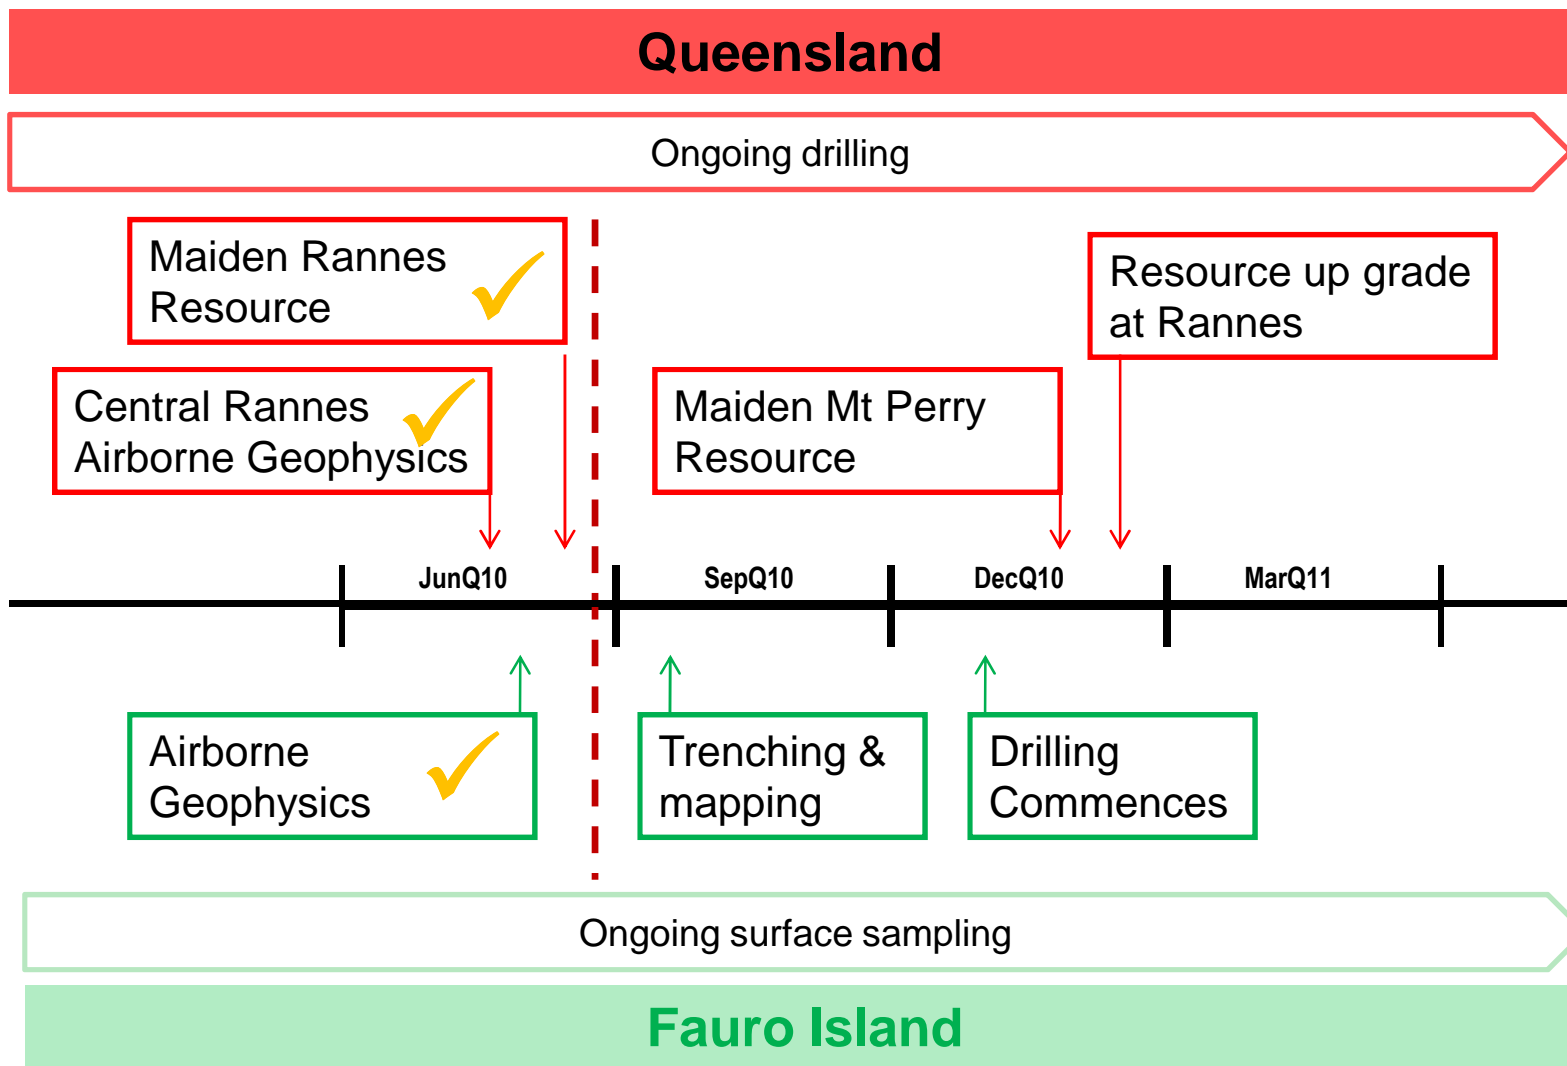 Queensland
Ongoing drilling
Maiden Rannes
Resource
Resource up grade
at Rannes
Central Rannes
Airborne Geophysics
Maiden Mt Perry
Resource
JunQ10
SepQ10
DecQ10
MarQ11
Airborne
Geophysics
Trenching &
mapping
Drilling
Commences
Ongoing surface sampling
Fauro Island